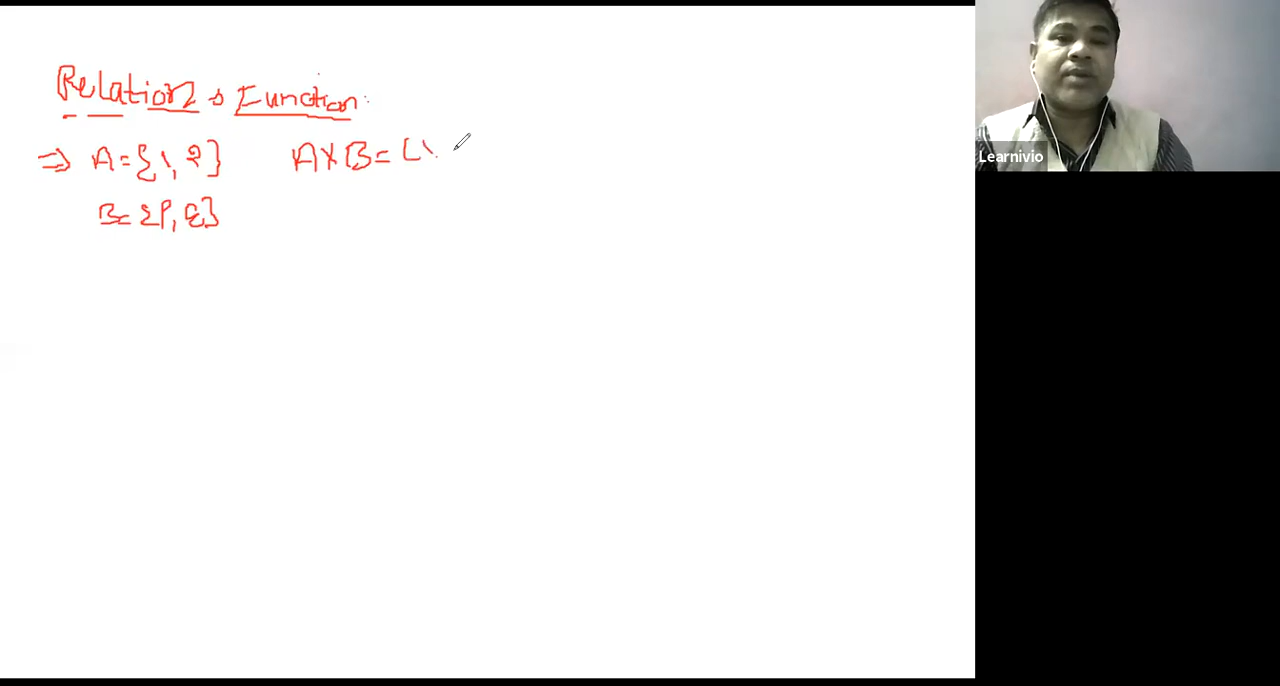 Relation & Function:
⇒ A = {1, 2} A × B = {1,
B = {P, Q}
Learnivio